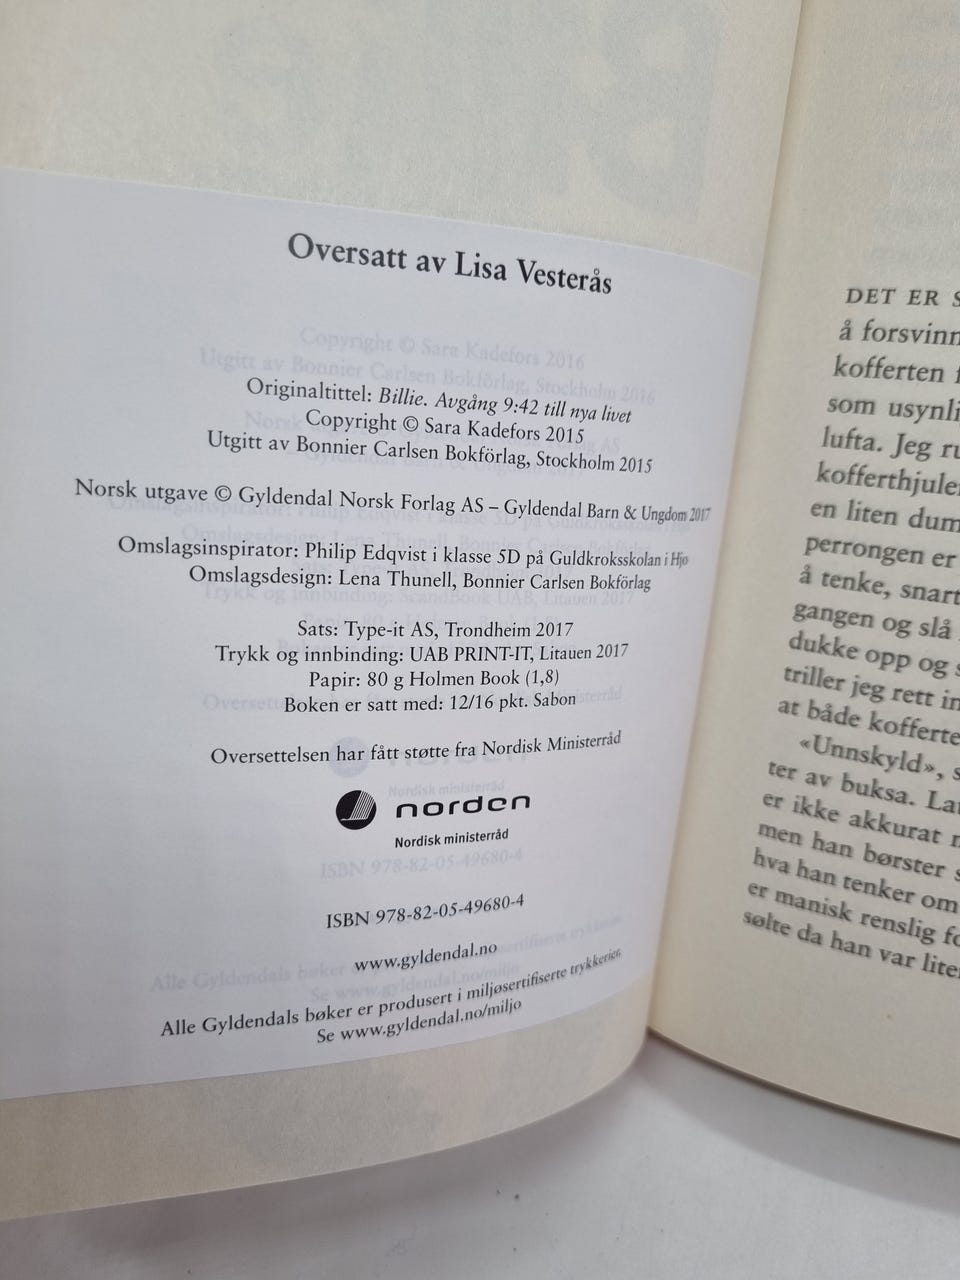 Oversatt av Lisa Vesterås
Originaltittel: Billie. Avgång 9:42 till nya livet
Copyright © Sara Kadefors 2015
Utgitt av Bonnier Carlsen Bokförlag, Stockholm 2015
Norsk utgave © Gyldendal Norsk Forlag AS – Gyldendal Barn & Ungdom 2017
Omslagsinspirator: Philip Edqvist i klasse 5D på Guldkroksskolan i Hjo
Omslagsdesign: Lena Thunell, Bonnier Carlsen Bokförlag
Sats: Type-it AS, Trondheim 2017
Trykk og innbinding: UAB PRINT-IT, Litauen 2017
Papir: 80 g Holmen Book (1,8)
Boken er satt med: 12/16 pkt. Sabon
Oversettelsen har fått støtte fra Nordisk Ministerråd
norden
Nordisk ministerråd
ISBN 978-82-05-49680-4
www.gyldendal.no
Alle Gyldendals bøker er produsert i miljøsertifiserte trykkerier.
Se www.gyldendal.no/miljo
DET ER
å forsvinn
kofferten
som usynli
lufta. Jeg ru
kofferthjulen
en liten dum
perrongen er
å tenke, snart
gangen og slå
dukke opp og
triller jeg rett in
at både kofferte
«Unnskyld»,
ter av buksa. Lat
er ikke akkurat
men han børster
hva han tenker om
er manisk renslig fo
sølte da han var liten